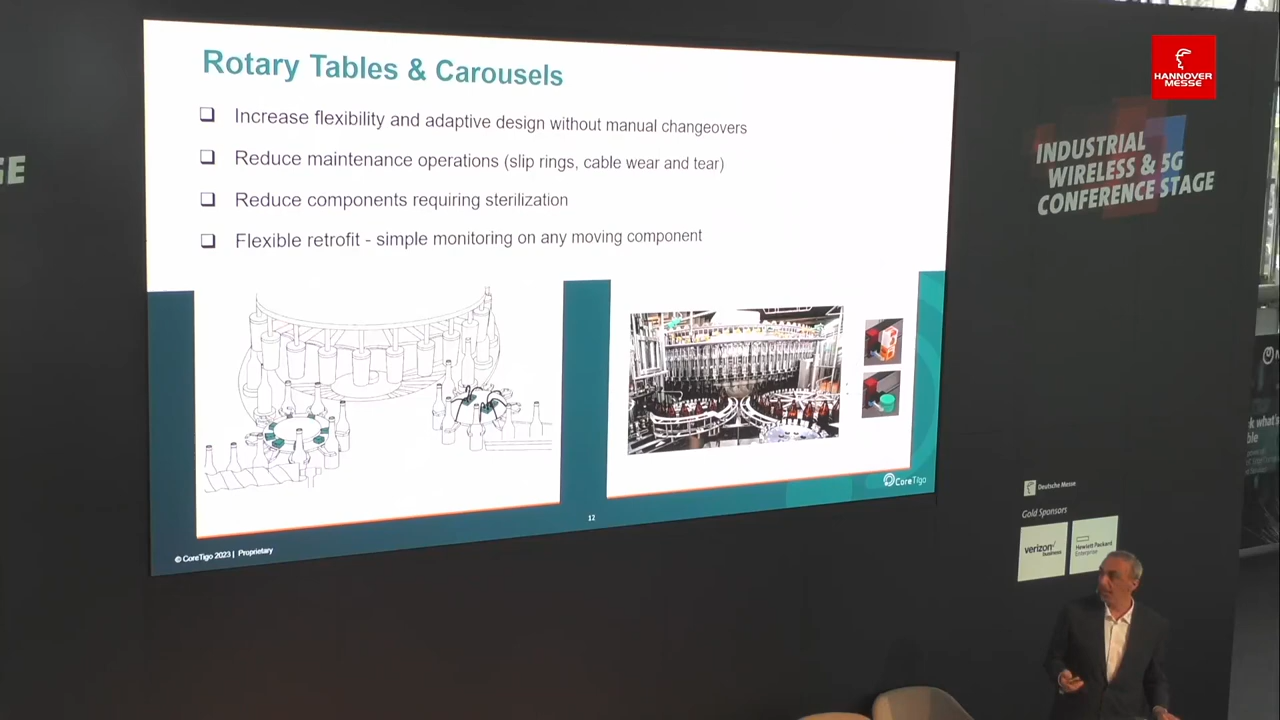 Rotary Tables & Carousels
Increase flexibility and adaptive design without manual changeovers
Reduce maintenance operations (slip rings, cable wear and tear)
Reduce components requiring sterilization
Flexible retrofit - simple monitoring on any moving component
CoreTigo
12
© CoreTigo 2023 | Proprietary
HANNOVER
MESSE
INDUSTRIAL
WIRELESS & 5G
CONFERENCE STAGE
Deutsche Messe
Gold Sponsors
verizon
business
Hewlett Packard
Enterprise
GE